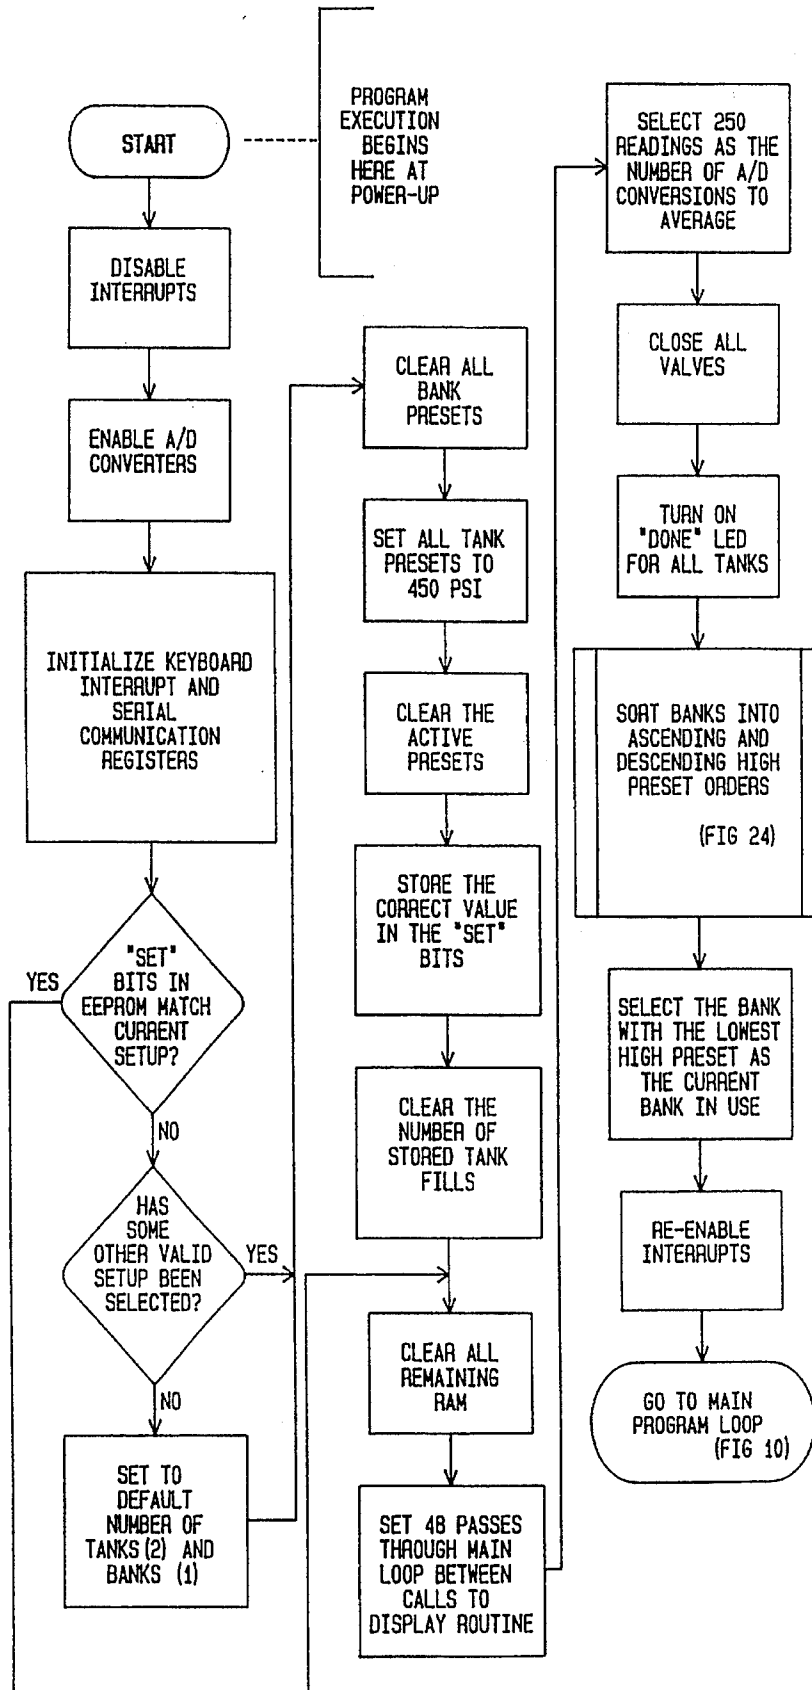 START
PROGRAM
EXECUTION
BEGINS
HERE AT
POWER-UP
DISABLE
INTERRUPTS
ENABLE A/D
CONVERTERS
INITIALIZE KEYBOARD
INTERRUPT AND
SERIAL
COMMUNICATION
REGISTERS
"SET"
BITS IN
EEPROM MATCH
CURRENT
SETUP?
YES
NO
HAS
SOME
OTHER VALID
SETUP BEEN
SELECTED?
YES
NO
SET TO
DEFAULT
NUMBER OF
TANKS(2) AND
BANKS (1)
CLEAR ALL
BANK
PRESETS
SET ALL TANK
PRESETS TO
450 PSI
CLEAR THE
ACTIVE
PRESETS
STORE THE
CORRECT VALUE
IN THE "SET"
BITS
CLEAR THE
NUMBER OF
STORED TANK
FILLS
CLEAR ALL
REMAINING
RAM
SET 48 PASSES
THROUGH MAIN
LOOP BETWEEN
CALLS TO
DISPLAY ROUTINE
SELECT 250
READINGS AS THE
NUMBER OF A/D
CONVERSIONS TO
AVERAGE
CLOSE ALL
VALVES
TURN ON
"DONE" LED
FOR ALL TANKS
SORT BANKS INTO
ASCENDING AND
DESCENDING HIGH
PRESET ORDERS
(FIG 24)
SELECT THE BANK
WITH THE LOWEST
HIGH PRESET AS
THE CURRENT
BANK IN USE
RE-ENABLE
INTERRUPTS
GO TO MAIN
PROGRAM LOOP
(FIG 10)